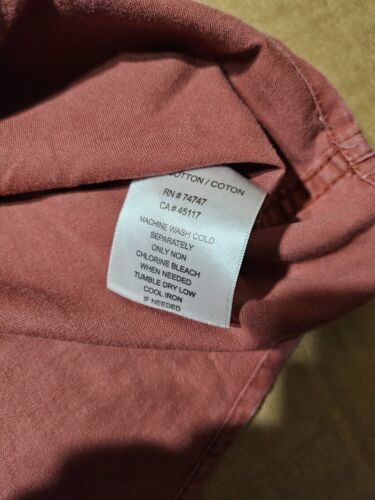 COTTON / COTON
RN # 74747
CA # 45117
MACHINE WASH COLD
SEPARATELY
ONLY NON
CHLORINE BLEACH
WHEN NEEDED
TUMBLE DRY LOW
COOL IRON
IF NEEDED